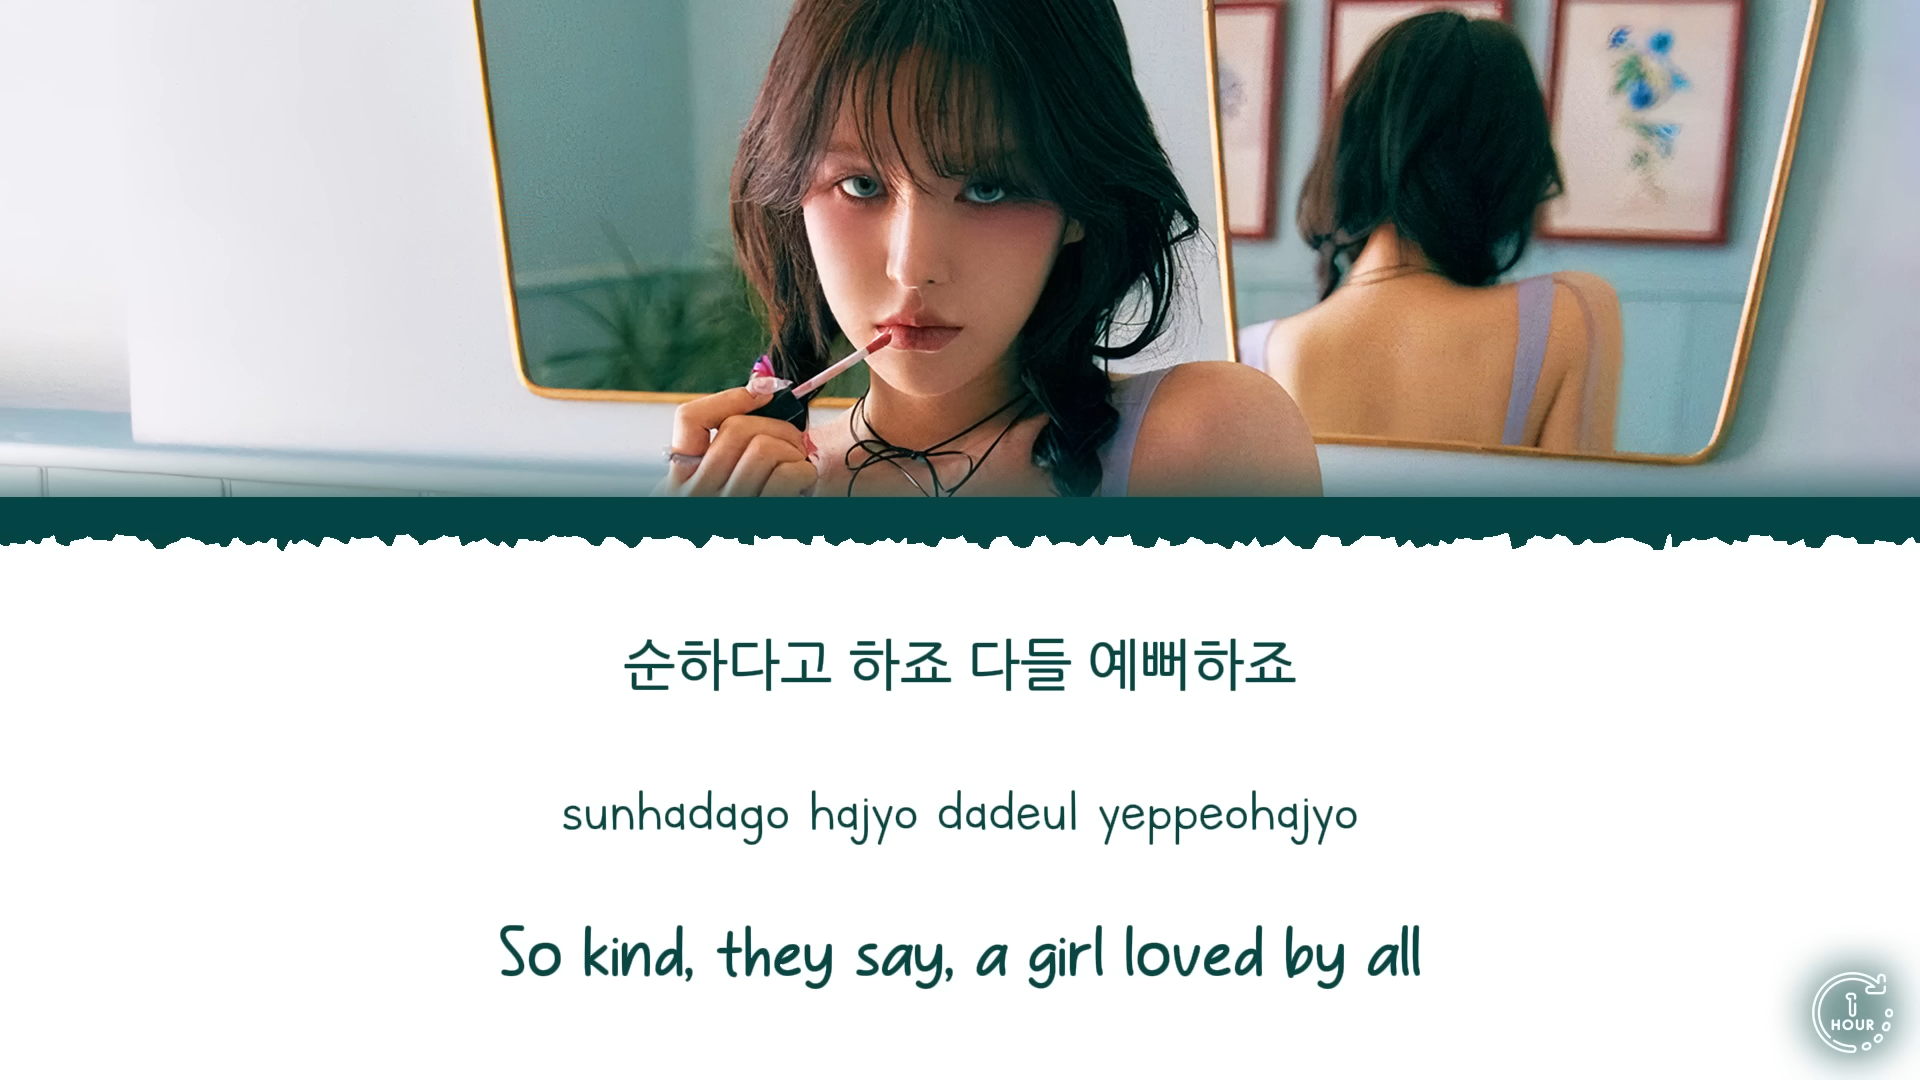 순하다고 하죠 다들 예뻐하죠
sunhadago hajyo dadeul yeppeohajyo
So kind, they say, a girl loved by all
1
HOUR